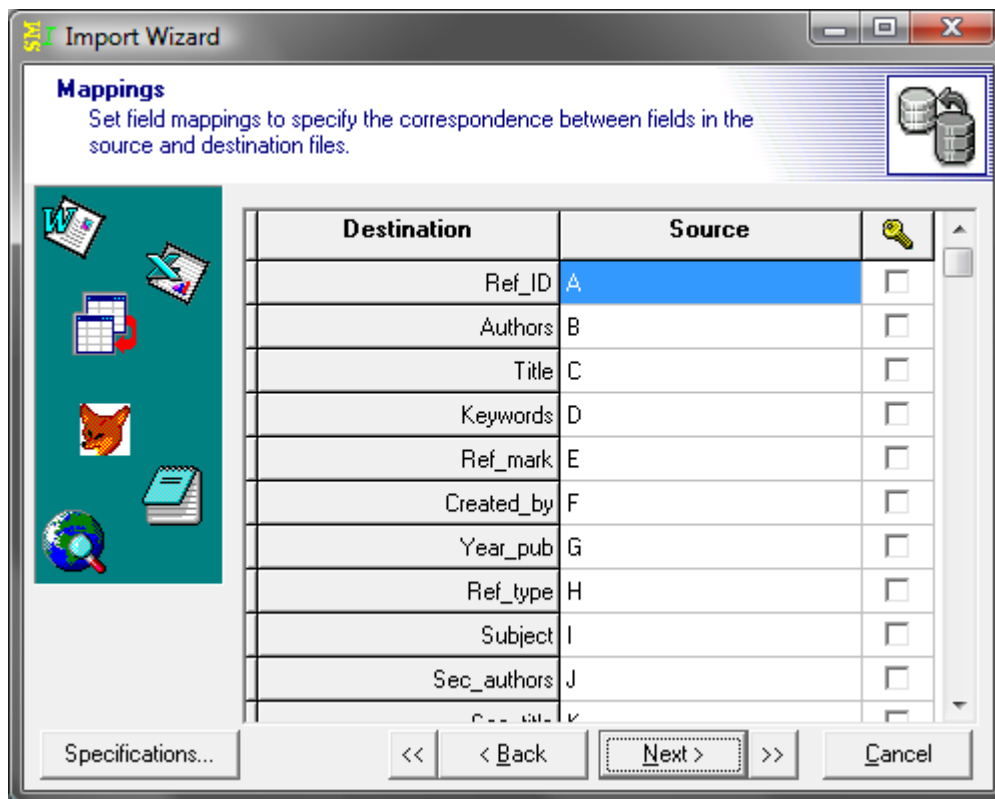 SMI Import Wizard
Mappings
Set field mappings to specify the correspondence between fields in the
source and destination files.
Destination Source
Ref_ID A
Authors B
Title C
Keywords D
Ref_mark E
Created_by F
Year_pub G
Ref_type H
Subject I
Sec_authors J
K
Specifications... << < Back Next > >> Cancel